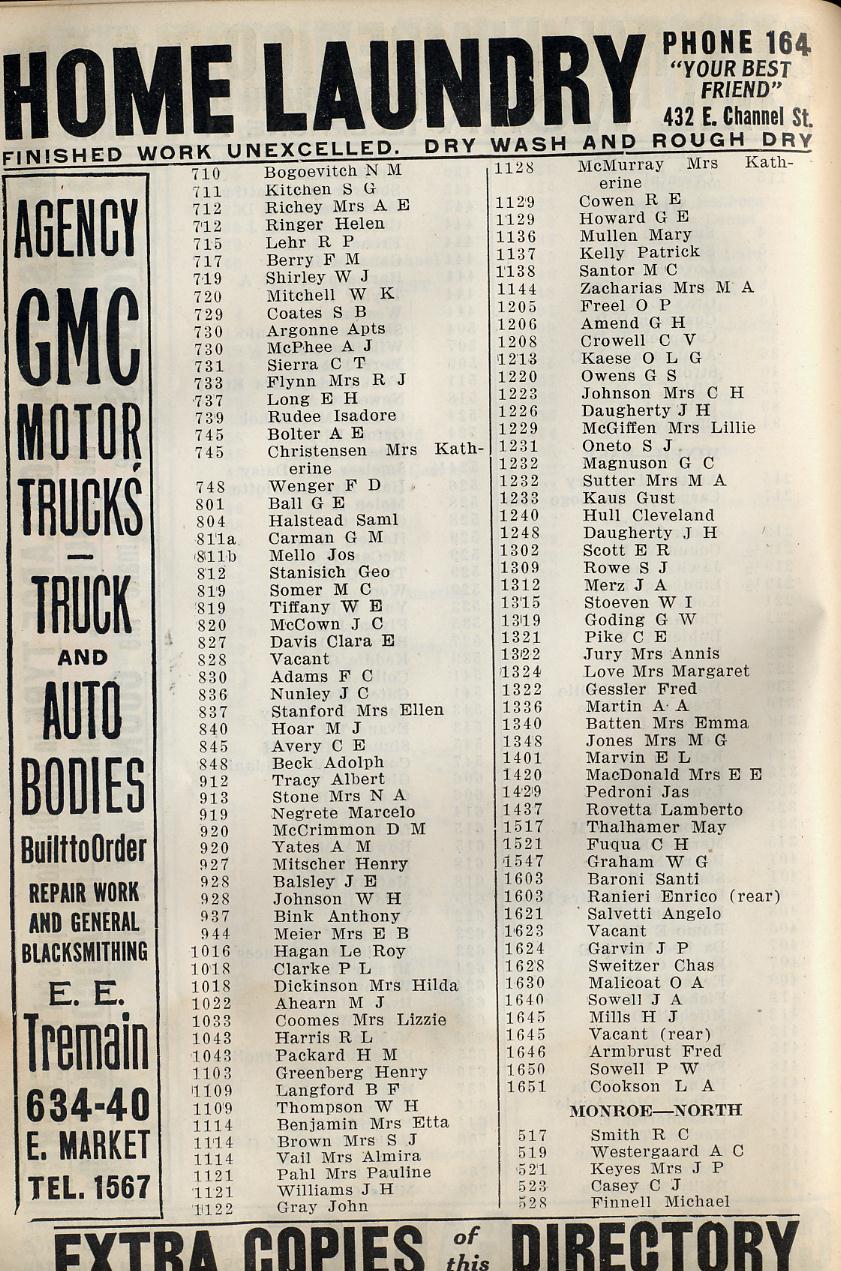 HOME LAUNDRY
PHONE 164
"YOUR BEST
FRIEND"
432 E. Channel St.
FINISHED WORK UNEXCELLED. DRY WASH AND ROUGH DRY
AGENCY
GMC
MOTOR
TRUCKS
—
TRUCK
AND
AUTO
BODIES
Built to Order
REPAIR WORK
AND GENERAL
BLACKSMITHING
E. E.
Tremain
634-40
E. MARKET
TEL. 1567
710 Bogoevitch N M
711 Kitchen S G
712 Richey Mrs A E
712 Ringer Helen
715 Lehr R P
717 Berry F M
719 Shirley W J
720 Mitchell W K
729 Coates S B
730 Argonne Apts
730 McPhee A J
731 Sierra C T
733 Flynn Mrs R J
737 Long E H
739 Rudee Isadore
745 Bolter A E
745 Christensen Mrs Kath-
erine
748 Wenger F D
801 Ball G E
804 Halstead Saml
811a Carman G M
811b Mello Jos
812 Stanisich Geo
819 Somer M C
819 Tiffany W E
820 McCown J C
827 Davis Clara E
828 Vacant
830 Adams F C
836 Nunley J C
837 Stanford Mrs Ellen
840 Hoar M J
845 Avery C E
848 Beck Adolph
912 Tracy Albert
913 Stone Mrs N A
919 Negrete Marcelo
920 McCrimmon D M
920 Yates A M
927 Mitscher Henry
928 Balsley J E
928 Johnson W H
937 Bink Anthony
944 Meier Mrs E B
1016 Hagan Le Roy
1018 Clarke P L
1018 Dickinson Mrs Hilda
1022 Ahearn M J
1033 Coomes Mrs Lizzie
1043 Harris R L
1043 Packard H M
1103 Greenberg Henry
1109 Langford B F
1109 Thompson W H
1114 Benjamin Mrs Etta
1114 Brown Mrs S J
1114 Vail Mrs Almira
1121 Pahl Mrs Pauline
1121 Williams J H
1122 Gray John
1128 McMurray Mrs Kath-
erine
1129 Cowen R E
1129 Howard G E
1136 Mullen Mary
1137 Kelly Patrick
1138 Santor M C
1144 Zacharias Mrs M A
1205 Freel O P
1206 Amend G H
1208 Crowell C V
1213 Kaese O L G
1220 Owens G S
1223 Johnson Mrs C H
1226 Daugherty J H
1229 McGiffen Mrs Lillie
1231 Oneto S J
1232 Magnuson G C
1232 Sutter Mrs M A
1233 Kaus Gust
1240 Hull Cleveland
1248 Daugherty J H
1302 Scott E R
1309 Rowe S J
1312 Merz J A
1315 Stoeven W I
1319 Goding G W
1321 Pike C E
1322 Jury Mrs Annis
1324 Love Mrs Margaret
1322 Gessler Fred
1336 Martin A A
1340 Batten Mrs Emma
1348 Jones Mrs M G
1401 Marvin E L
1420 MacDonald Mrs E E
1429 Pedroni Jas
1437 Rovetta Lamberto
1517 Thalhamer May
1521 Fuqua C H
1547 Graham W G
1603 Baroni Santi
1603 Ranieri Enrico (rear)
1621 Salvetti Angelo
1623 Vacant
1624 Garvin J P
1628 Sweitzer Chas
1630 Malicoat O A
1640 Sowell J A
1645 Mills H J
1645 Vacant (rear)
1646 Armbrust Fred
1650 Sowell P W
1651 Cookson L A
MONROE—NORTH
517 Smith R C
519 Westergaard A C
521 Keyes Mrs J P
523 Casey C J
528 Finnell Michael
EXTRA COPIES of this DIRECTORY